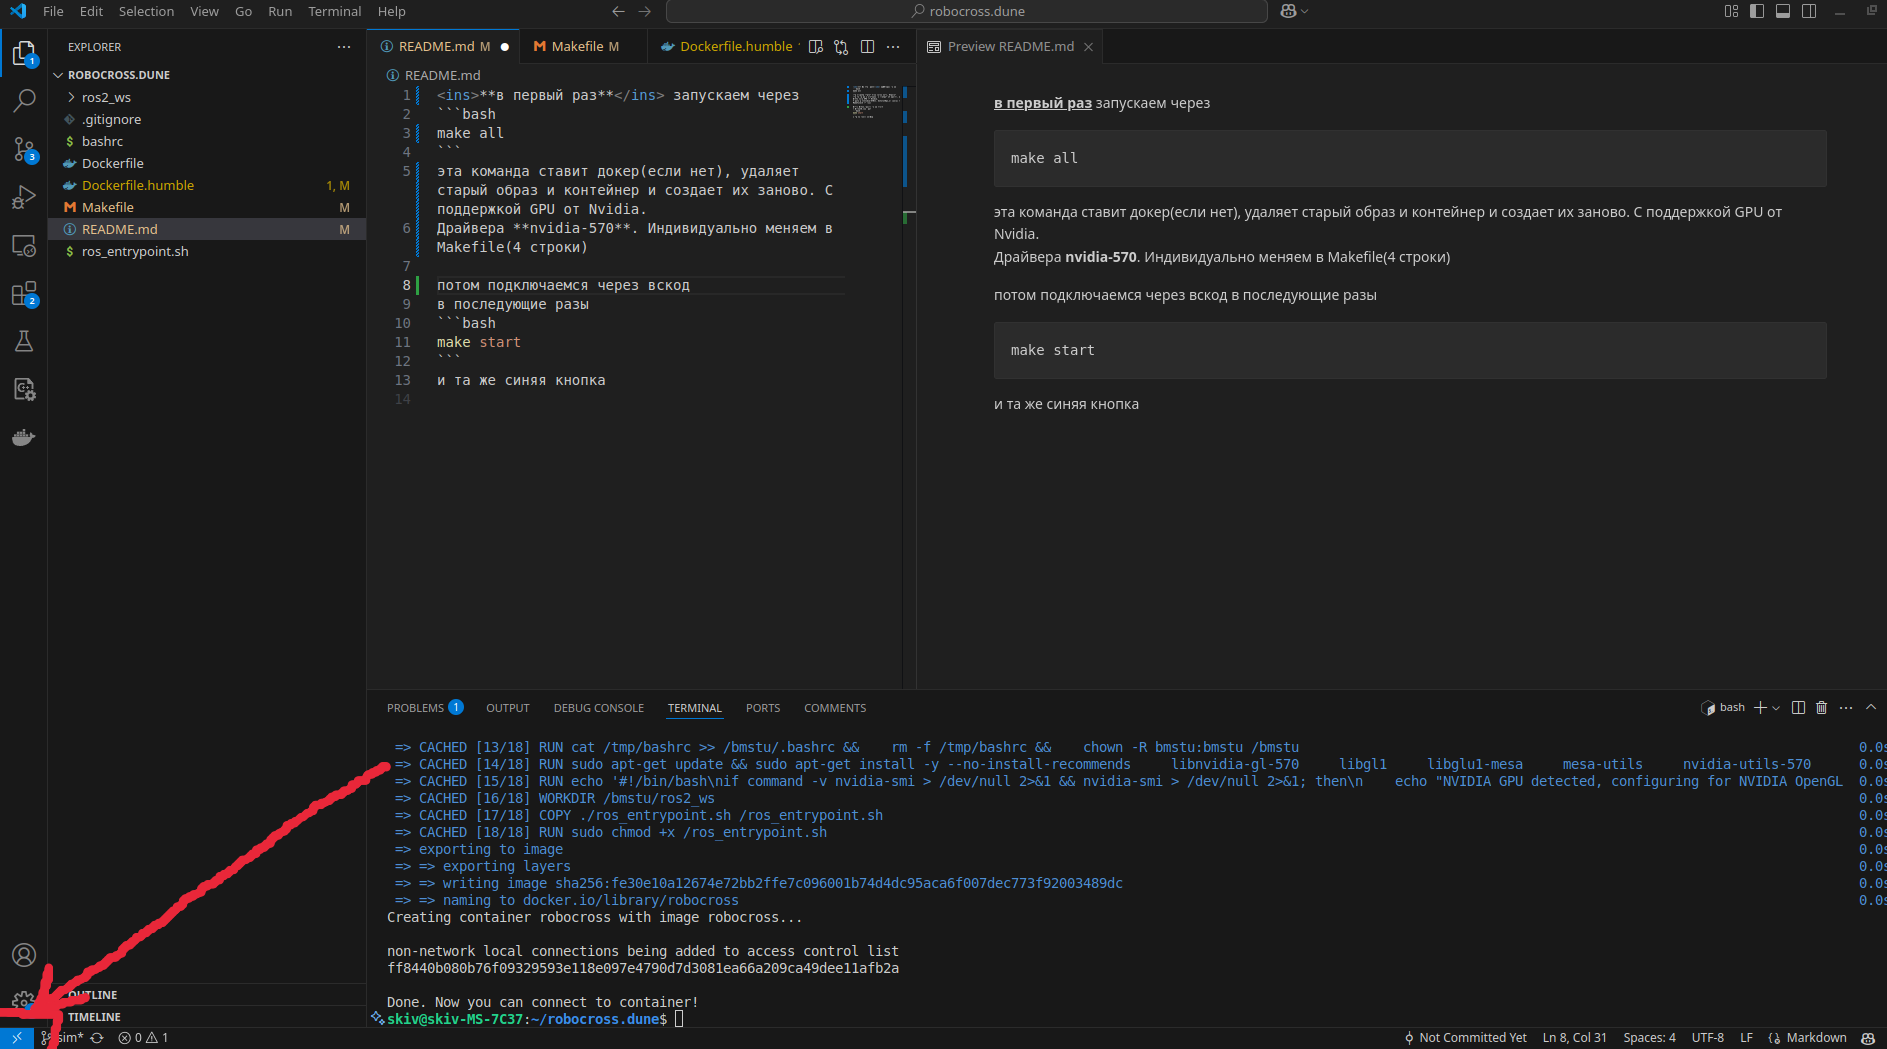 File Edit Selection View Go Run Terminal Help
robocross.dune
EXPLORER
ROBOCROSS.DUNE
ros2_ws
.gitignore
$ bashrc
Dockerfile
Dockerfile.humble 1, M
Makefile M
README.md M
$ ros_entrypoint.sh
OUTLINE
TIMELINE
1
3
2
README.md M
Makefile M
Dockerfile.humble
README.md
1 <ins>**в первый раз**</ins> запускаем через
2 ```bash
3 make all
4 ```
5 эта команда ставит докер(если нет), удаляет
старый образ и контейнер и создает их заново. С
поддержкой GPU от Nvidia.
6 Драйвера **nvidia-570**. Индивидуально меняем в
Makefile(4 строки)
7
8 потом подключаемся через вскод
9 в последующие разы
10 ```bash
11 make start
12 ```
13 и та же синяя кнопка
14
Preview README.md
в первый раз запускаем через
make all
эта команда ставит докер(если нет), удаляет старый образ и контейнер и создает их заново. С поддержкой GPU от
Nvidia.
Драйвера nvidia-570. Индивидуально меняем в Makefile(4 строки)
потом подключаемся через вскод в последующие разы
make start
и та же синяя кнопка
PROBLEMS 1 OUTPUT DEBUG CONSOLE TERMINAL PORTS COMMENTS
bash
=> CACHED [13/18] RUN cat /tmp/bashrc >> /bmstu/.bashrc && rm -f /tmp/bashrc && chown -R bmstu:bmstu /bmstu 0.0s
=> CACHED [14/18] RUN sudo apt-get update && sudo apt-get install -y --no-install-recommends libnvidia-gl-570 libgl1 libglu1-mesa mesa-utils nvidia-utils-570 0.0s
=> CACHED [15/18] RUN echo '#!/bin/bash\nif command -v nvidia-smi > /dev/null 2>&1 && nvidia-smi > /dev/null 2>&1; then\n echo "NVIDIA GPU detected, configuring for NVIDIA OpenGL 0.0s
=> CACHED [16/18] WORKDIR /bmstu/ros2_ws 0.0s
=> CACHED [17/18] COPY ./ros_entrypoint.sh /ros_entrypoint.sh 0.0s
=> CACHED [18/18] RUN sudo chmod +x /ros_entrypoint.sh 0.0s
=> exporting to image 0.0s
=> => exporting layers 0.0s
=> => writing image sha256:fe30e10a12674e72bb2ffe7c096001b74d4dc95aca6f007dec773f92003489dc 0.0s
=> => naming to docker.io/library/robocross 0.0s
Creating container robocross with image robocross...
non-network local connections being added to access control list
ff8440b080b76f09329593e118e097e4790d7d3081ea66a209ca49dee11afb2a
Done. Now you can connect to container!
skiv@skiv-MS-7C37:~/robocross.dune$
sim* 0 1
Not Committed Yet Ln 8, Col 31 Spaces: 4 UTF-8 LF Markdown